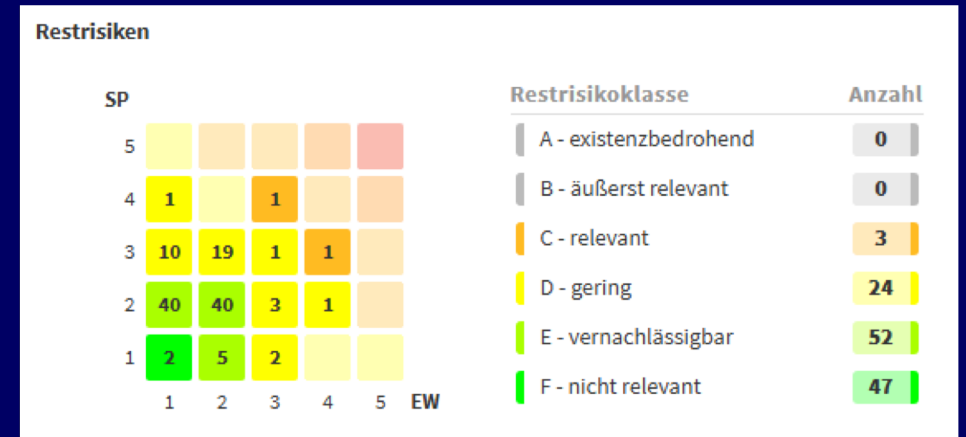 Restrisiken
SP
5
4 1 1
3 10 19 1 1
2 40 40 3 1
1 2 5 2
1 2 3 4 5 EW
Restrisikoklasse Anzahl
A - existenzbedrohend 0
B - äußerst relevant 0
C - relevant 3
D - gering 24
E - vernachlässigbar 52
F - nicht relevant 47